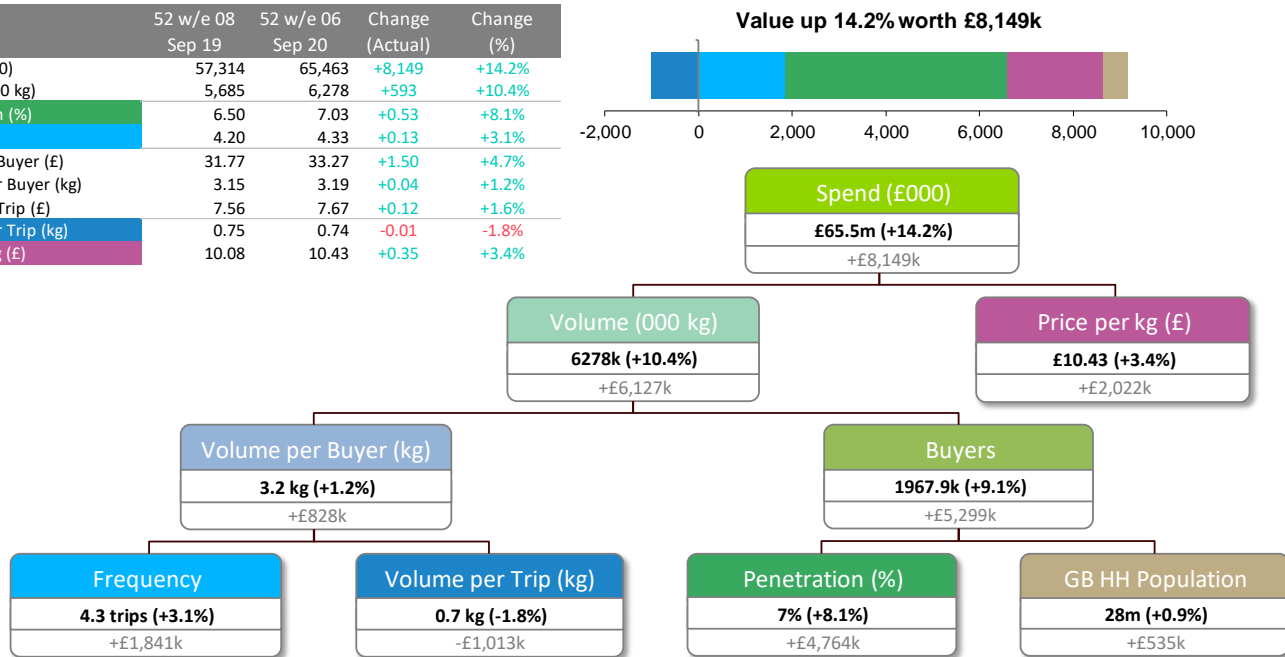 52 w/e 08 52 w/e 06 Change Change
Sep 19 Sep 20 (Actual) (%)
0) 57,314 65,463 +8,149 +14.2%
0 kg) 5,685 6,278 +593 +10.4%
(%) 6.50 7.03 +0.53 +8.1%
4.20 4.33 +0.13 +3.1%
Buyer (£) 31.77 33.27 +1.50 +4.7%
r Buyer (kg) 3.15 3.19 +0.04 +1.2%
Trip (£) 7.56 7.67 +0.12 +1.6%
r Trip (kg) 0.75 0.74 -0.01 -1.8%
(£) 10.08 10.43 +0.35 +3.4%
Value up 14.2% worth £8,149k
-2,000 0 2,000 4,000 6,000 8,000 10,000
Spend (£000)
£65.5m (+14.2%)
+£8,149k
Volume (000 kg) Price per kg (£)
6278k (+10.4%) £10.43 (+3.4%)
+£6,127k +£2,022k
Volume per Buyer (kg) Buyers
3.2 kg (+1.2%) 1967.9k (+9.1%)
+£828k +£5,299k
Frequency Volume per Trip (kg) Penetration (%) GB HH Population
4.3 trips (+3.1%) 0.7 kg (-1.8%) 7% (+8.1%) 28m (+0.9%)
+£1,841k -£1,013k +£4,764k +£535k